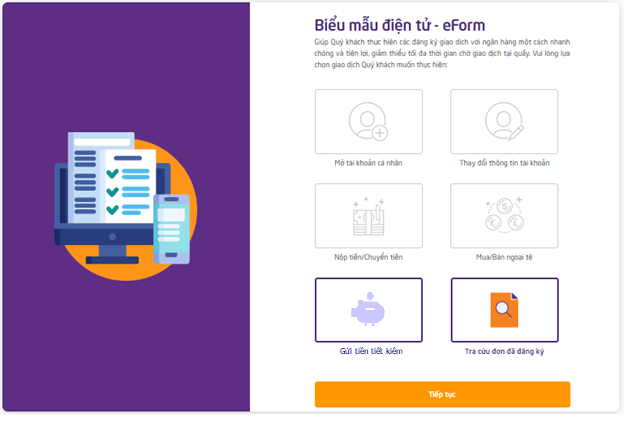 Biểu mẫu điện tử - eForm
Giúp Quý khách thực hiện các đăng ký giao dịch với ngân hàng một cách nhanh
chóng và tiện lợi, giảm thiểu tối đa thời gian chờ giao dịch tại quầy. Vui lòng lựa
chọn giao dịch Quý khách muốn thực hiện:
Mở tài khoản cá nhân
Thay đổi thông tin tài khoản
Nộp tiền/Chuyển tiền
Mua/Bán ngoại tệ
Gửi tiền tiết kiệm
Tra cứu đơn đã đăng ký
Tiếp tục